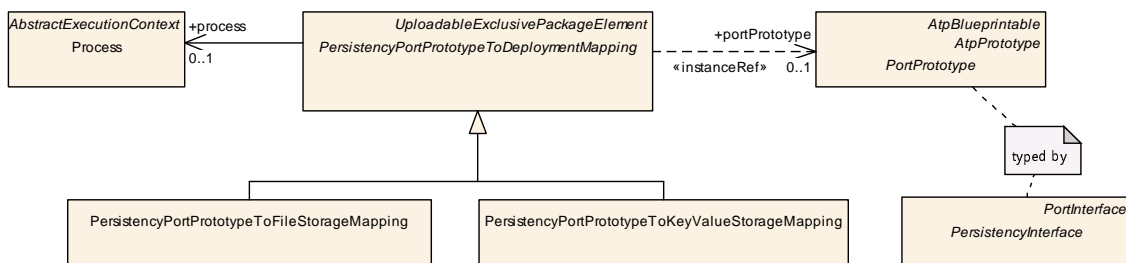 AbstractExecutionContext
Process
+process
0..1
UploadableExclusivePackageElement
PersistencyPortPrototypeToDeploymentMapping
+portPrototype
«instanceRef»
0..1
AtpBlueprintable
AtpPrototype
PortPrototype
typed by
PersistencyPortPrototypeToFileStorageMapping
PersistencyPortPrototypeToKeyValueStorageMapping
PortInterface
PersistencyInterface